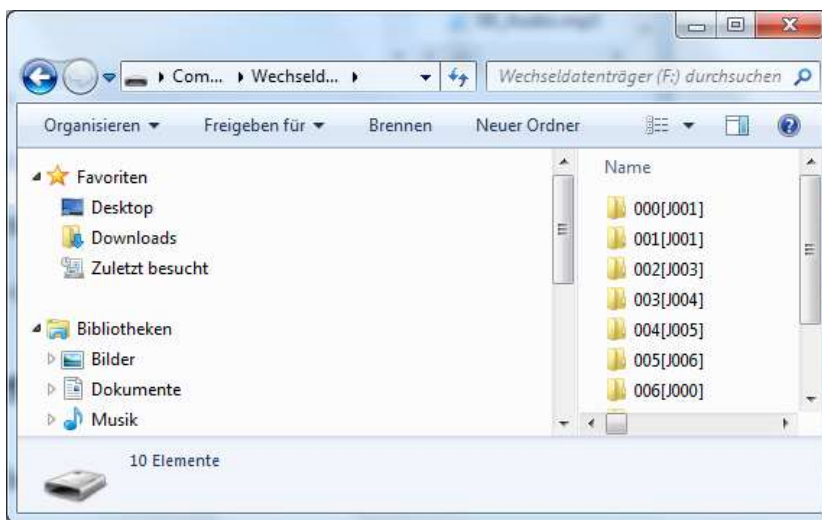 Com... Wechseld...
Wechseldatenträger (F:) durchsuchen
Organisieren Freigeben für Brennen Neuer Ordner
Favoriten
Desktop
Downloads
Zuletzt besucht
Bibliotheken
Bilder
Dokumente
Musik
Name
000[J001]
001[J001]
002[J003]
003[J004]
004[J005]
005[J006]
006[J000]
10 Elemente